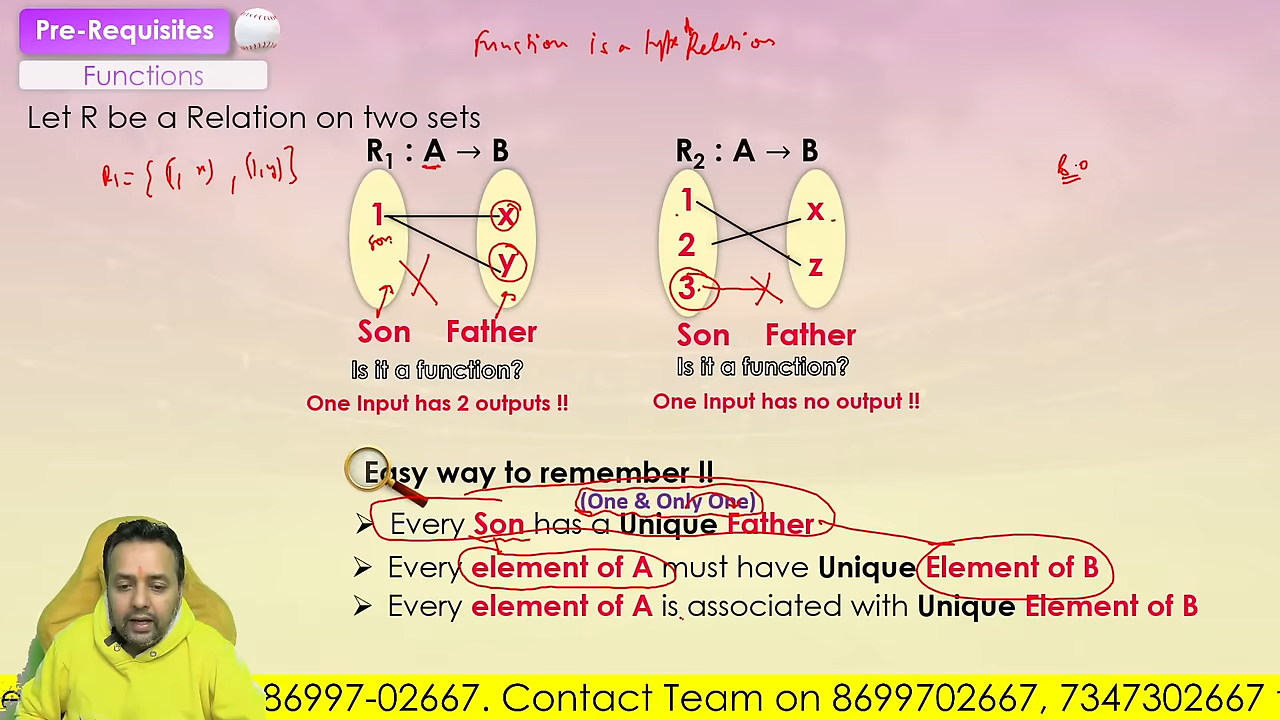 Pre-Requisites
Functions
Function is a type of Relation
Let R be a Relation on two sets
R₁ = { (1, x) , (1, y) }
R₁ : A → B
1
son
x
y
Son Father
Is it a function?
One Input has 2 outputs !!
R₂ : A → B
1
2
3
x
z
Son Father
Is it a function?
One Input has no output !!
Easy way to remember !!
(One & Only One)
➤ Every Son has a Unique Father
➤ Every element of A must have Unique Element of B
➤ Every element of A is associated with Unique Element of B
86997-02667. Contact Team on 8699702667, 7347302667